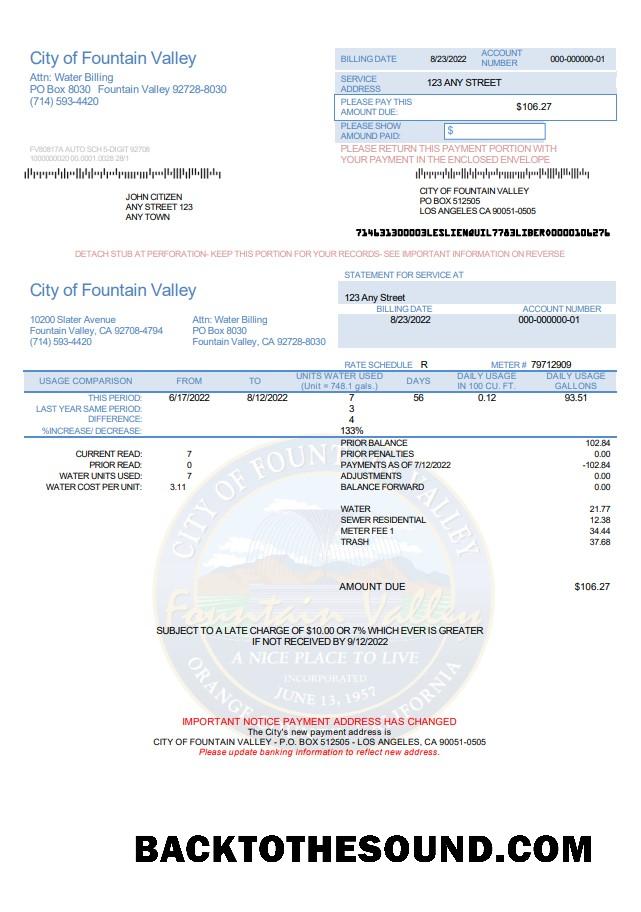 City of Fountain Valley
Attn: Water Billing
PO Box 8030 Fountain Valley 92728-8030
(714) 593-4420
BILLING DATE 8/23/2022 ACCOUNT NUMBER 000-000000-01
SERVICE ADDRESS 123 ANY STREET
PLEASE PAY THIS AMOUNT DUE: $106.27
PLEASE SHOW AMOUND PAID: $
PLEASE RETURN THIS PAYMENT PORTION WITH
YOUR PAYMENT IN THE ENCLOSED ENVELOPE
FV80817A AUTO SCH 5-DIGIT 92708
1000000020 00.0001.0028 28/1
JOHN CITIZEN
ANY STREET 123
ANY TOWN
CITY OF FOUNTAIN VALLEY
PO BOX 512505
LOS ANGELES CA 90051-0505
DETACH STUB AT PERFORATION- KEEP THIS PORTION FOR YOUR RECORDS- SEE IMPORTANT INFORMATION ON REVERSE
City of Fountain Valley
10200 Slater Avenue
Fountain Valley, CA 92708-4794
(714) 593-4420
Attn: Water Billing
PO Box 8030
Fountain Valley, CA 92728-8030
STATEMENT FOR SERVICE AT
123 Any Street
BILLING DATE ACCOUNT NUMBER
8/23/2022 000-000000-01
RATE SCHEDULE R METER # 79712909
USAGE COMPARISON FROM TO UNITS WATER USED (Unit = 748.1 gals.) DAYS DAILY USAGE IN 100 CU. FT. DAILY USAGE GALLONS
THIS PERIOD: 6/17/2022 8/12/2022 7 56 0.12 93.51
LAST YEAR SAME PERIOD: 3
DIFFERENCE: 4
%INCREASE/ DECREASE: 133%
CURRENT READ: 7
PRIOR READ: 0
WATER UNITS USED: 7
WATER COST PER UNIT: 3.11
PRIOR BALANCE 102.84
PRIOR PENALTIES 0.00
PAYMENTS AS OF 7/12/2022 -102.84
ADJUSTMENTS 0.00
BALANCE FORWARD 0.00
WATER 21.77
SEWER RESIDENTIAL 12.38
METER FEE 1 34.44
TRASH 37.68
AMOUNT DUE $106.27
SUBJECT TO A LATE CHARGE OF $10.00 OR 7% WHICH EVER IS GREATER
IF NOT RECEIVED BY 9/12/2022
CITY OF FOUNTAIN VALLEY
Fountain Valley
A NICE PLACE TO LIVE
INCORPORATED
JUNE 13, 1957
ORANGE CALIFORNIA
IMPORTANT NOTICE PAYMENT ADDRESS HAS CHANGED
The City's new payment address is
CITY OF FOUNTAIN VALLEY - P.O. BOX 512505 - LOS ANGELES, CA 90051-0505
Please update banking information to reflect new address.
BACKTOTHESOUND.COM